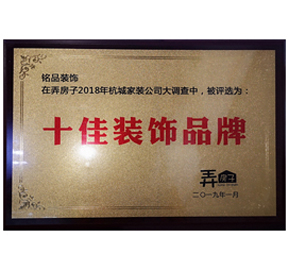 铭品装饰
在弄房子2018年杭城家装公司大调查中，被评选为：
十佳装饰品牌
弄房子
二〇一九年一月